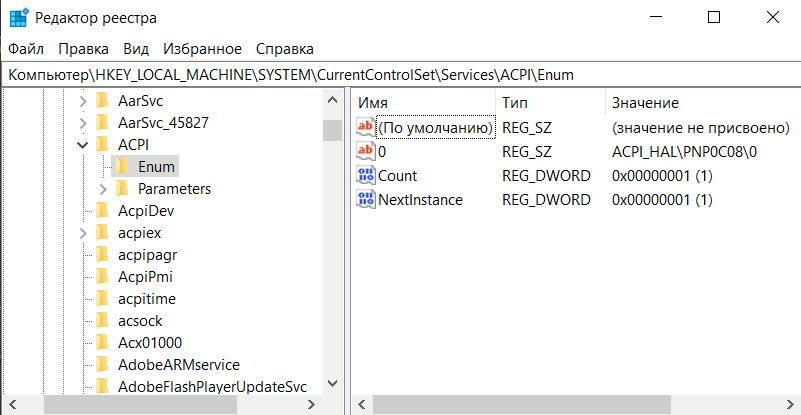 Редактор реестра
Файл Правка Вид Избранное Справка
Компьютер\HKEY_LOCAL_MACHINE\SYSTEM\CurrentControlSet\Services\ACPI\Enum
AarSvc
AarSvc_45827
ACPI
Enum
Parameters
AcpiDev
acpiex
acpipagr
AcpiPmi
acpitime
acsock
Acx01000
AdobeARMservice
AdobeFlashPlayerUpdateSvc
Имя Тип Значение
(По умолчанию) REG_SZ (значение не присвоено)
0 REG_SZ ACPI_HAL\PNP0C08\0
Count REG_DWORD 0x00000001 (1)
NextInstance REG_DWORD 0x00000001 (1)